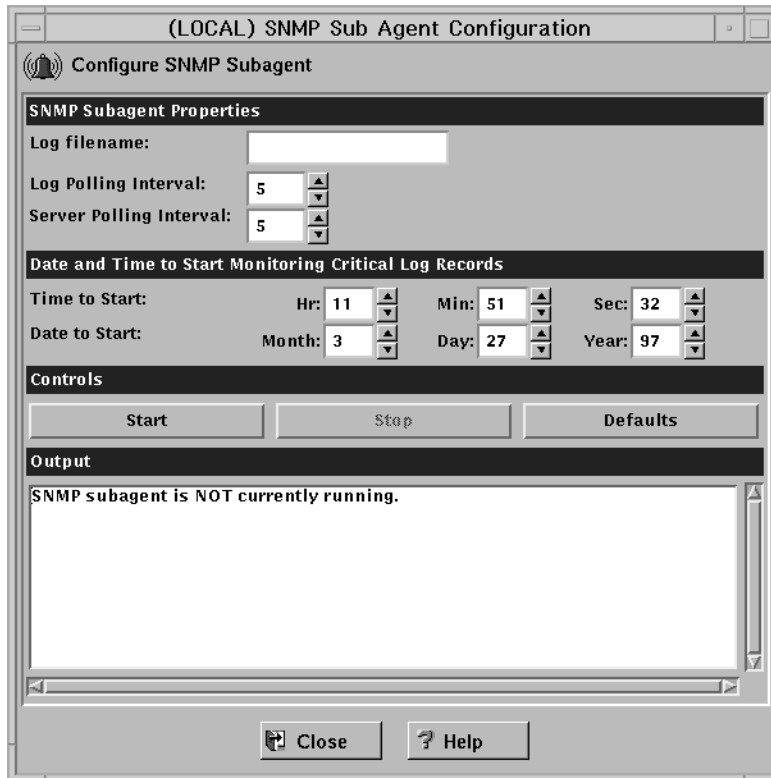 (LOCAL) SNMP Sub Agent Configuration
Configure SNMP Subagent
SNMP Subagent Properties
Log filename:
Log Polling Interval: 5
Server Polling Interval: 5
Date and Time to Start Monitoring Critical Log Records
Time to Start: Hr: 11 Min: 51 Sec: 32
Date to Start: Month: 3 Day: 27 Year: 97
Controls
Start Stop Defaults
Output
SNMP subagent is NOT currently running.
Close ? Help